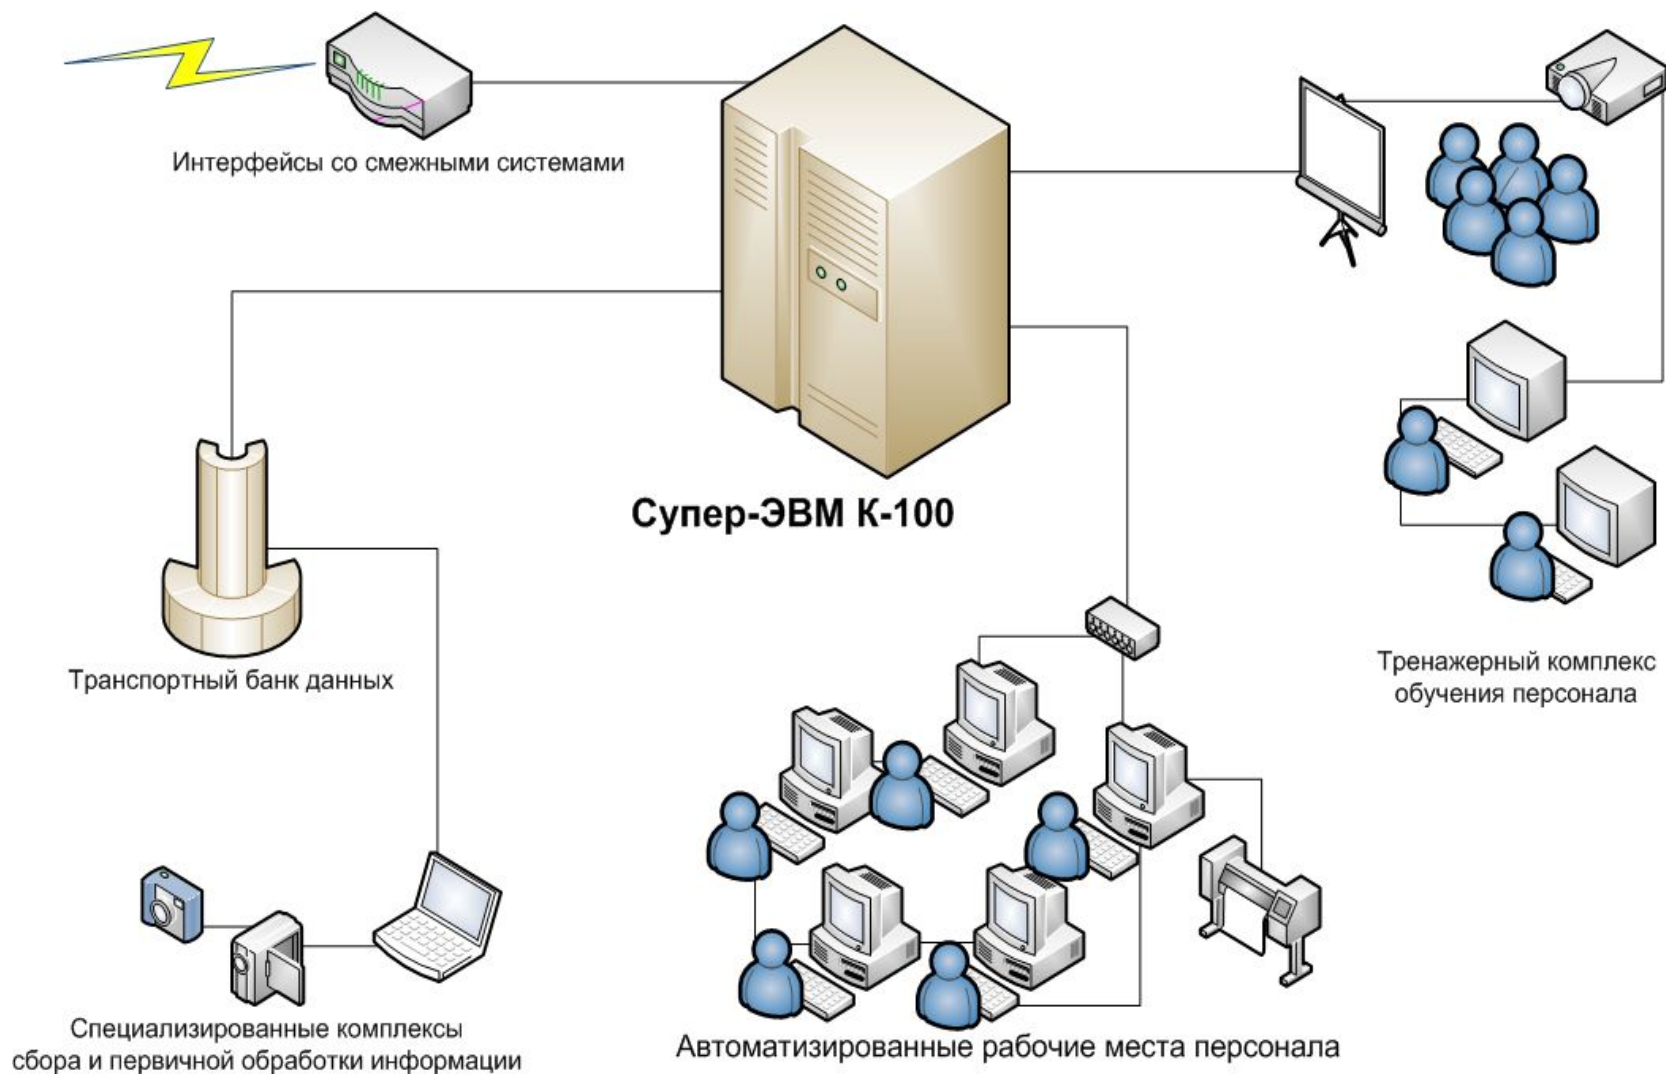 Интерфейсы со смежными системами
Супер-ЭВМ К-100
Транспортный банк данных
Тренажерный комплекс
обучения персонала
Специализированные комплексы
сбора и первичной обработки информации
Автоматизированные рабочие места персонала